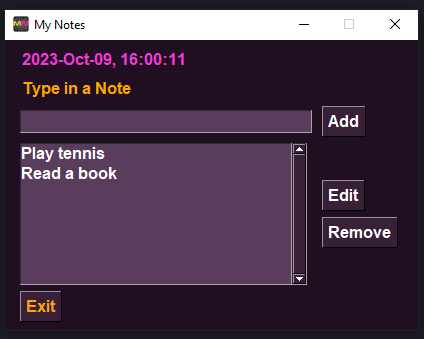 My Notes
2023-Oct-09, 16:00:11
Type in a Note
Add
Play tennis
Read a book
Edit
Remove
Exit